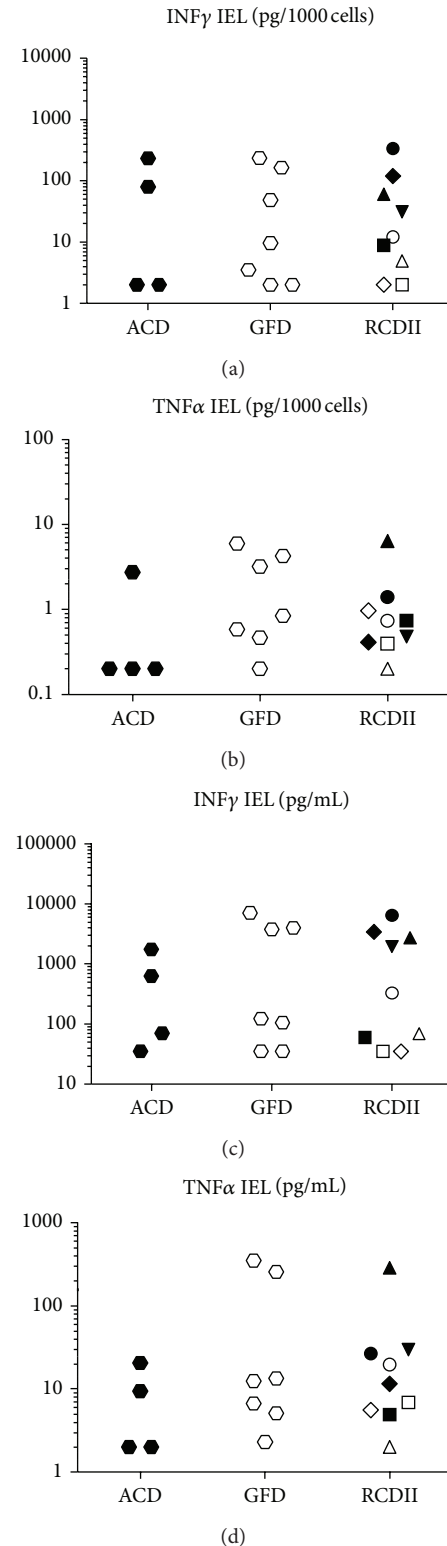 INFγ IEL (pg/1000 cells)
10000
1000
100
10
1
ACD GFD RCDII
(a)
TNFα IEL (pg/1000 cells)
100
10
1
0.1
ACD GFD RCDII
(b)
INFγ IEL (pg/mL)
100000
10000
1000
100
10
ACD GFD RCDII
(c)
TNFα IEL (pg/mL)
1000
100
10
1
ACD GFD RCDII
(d)